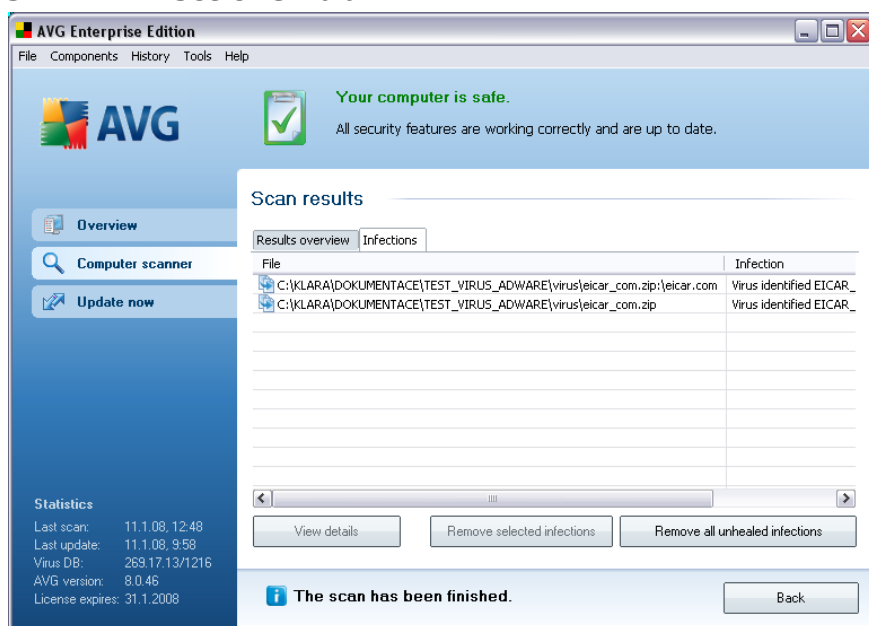 AVG Enterprise Edition
File Components History Tools Help
AVG
Your computer is safe.
All security features are working correctly and are up to date.
Scan results
Overview
Computer scanner
Update now
Results overview Infections
File Infection
C:\KLARA\DOKUMENTACE\TEST_VIRUS_ADWARE\virus\eicar_com.zip:\eicar.com Virus identified EICAR_
C:\KLARA\DOKUMENTACE\TEST_VIRUS_ADWARE\virus\eicar_com.zip Virus identified EICAR_
View details Remove selected infections Remove all unhealed infections
Statistics
Last scan: 11.1.08, 12:48
Last update: 11.1.08, 9:58
Virus DB: 269.17.13/1216
AVG version: 8.0.46
License expires: 31.1.2008
The scan has been finished.
Back